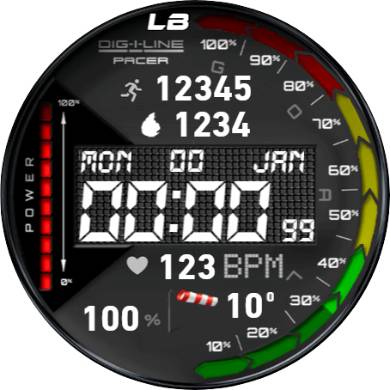 LB
DIG-I-LINE
PACER
100%
90%
80%
70%
60%
50%
40%
30%
20%
10%
G
O
A
L
12345
1234
MON 00 JAN
00:00
99
POWER
100%
0%
123 BPM
100 %
10°